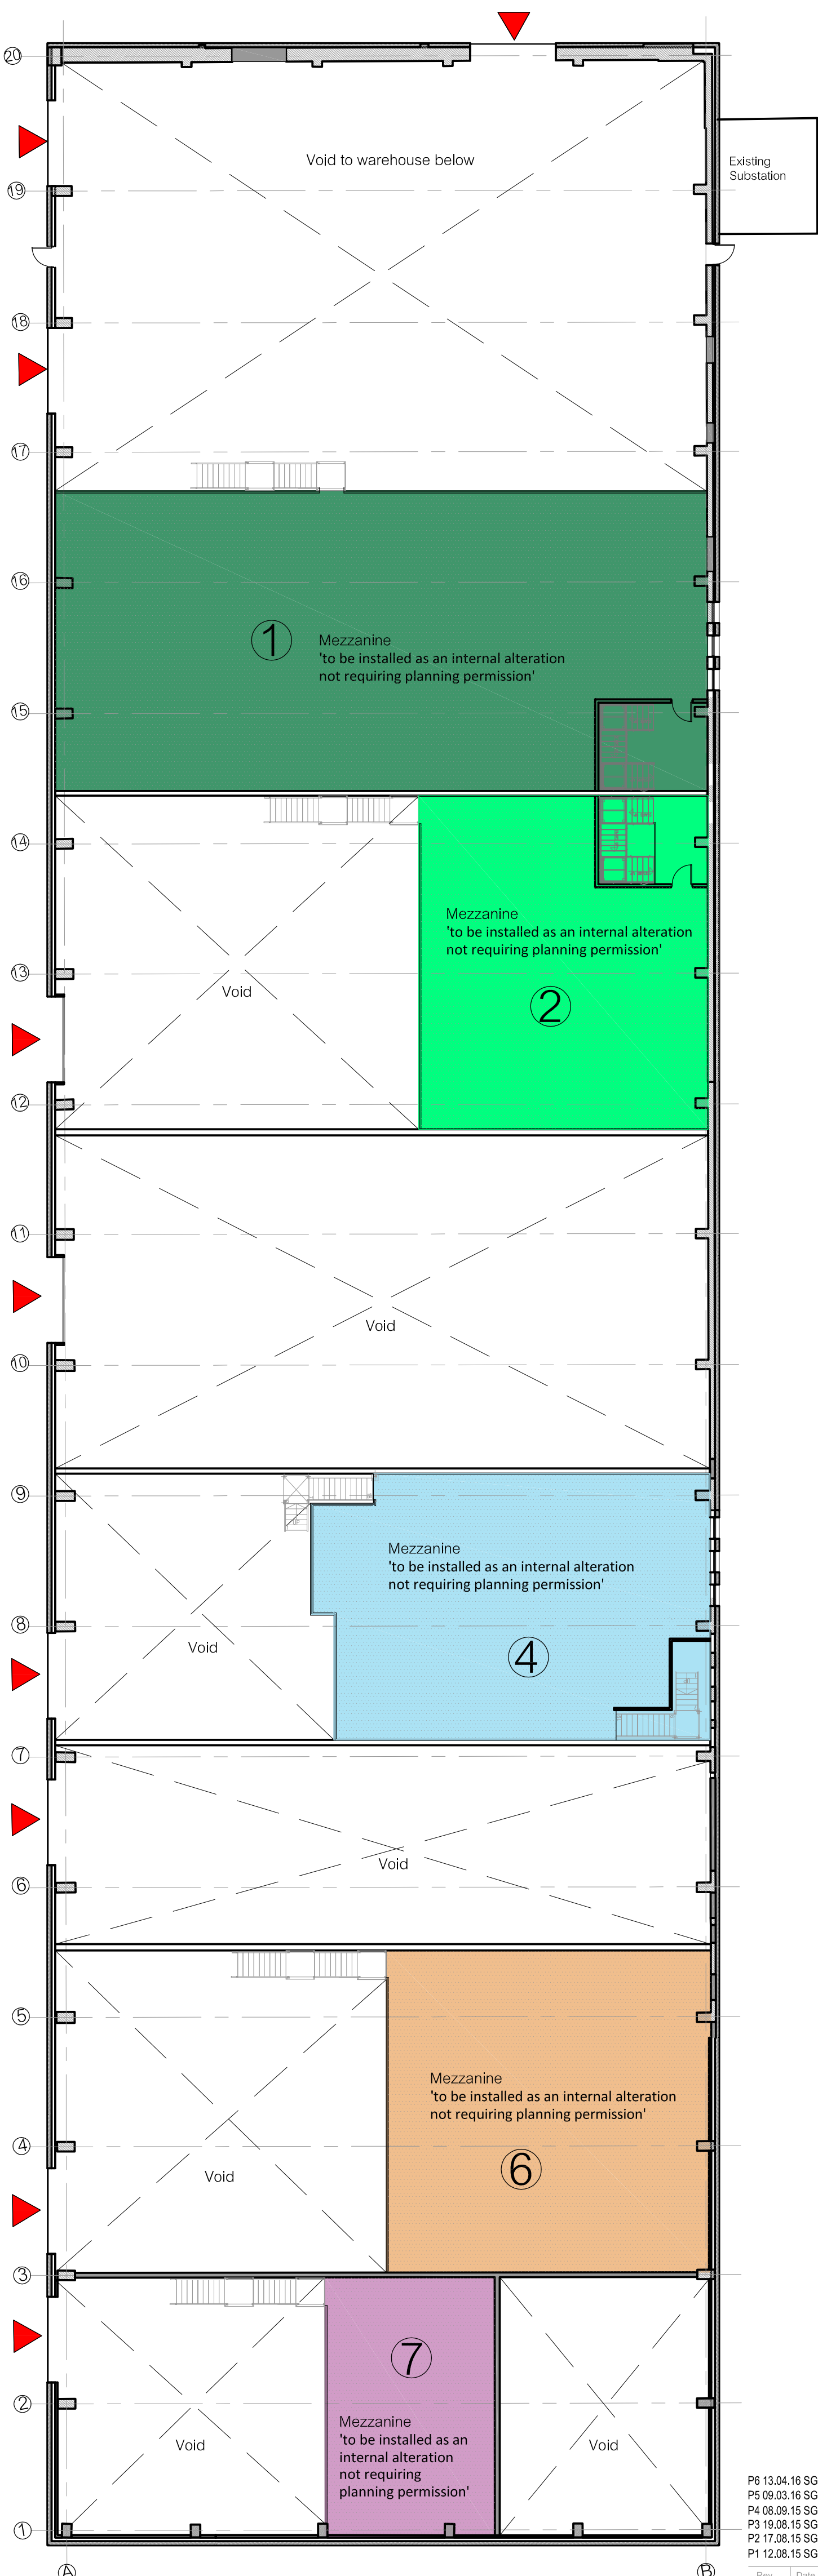 20
Void to warehouse below
Existing
Substation
19
18
17
16
1
Mezzanine
'to be installed as an internal alteration
not requiring planning permission'
15
14
Mezzanine
'to be installed as an internal alteration
not requiring planning permission'
13
Void
2
12
11
Void
10
9
Mezzanine
'to be installed as an internal alteration
not requiring planning permission'
8
Void
4
7
Void
6
5
Mezzanine
'to be installed as an internal alteration
not requiring planning permission'
4
6
Void
3
7
2
Mezzanine
'to be installed as an
internal alteration
not requiring
planning permission'
Void
Void
P6 13.04.16 SG
P5 09.03.16 SG
P4 08.09.15 SG
P3 19.08.15 SG
P2 17.08.15 SG
P1 12.08.15 SG
1
A
B
Rev
Date